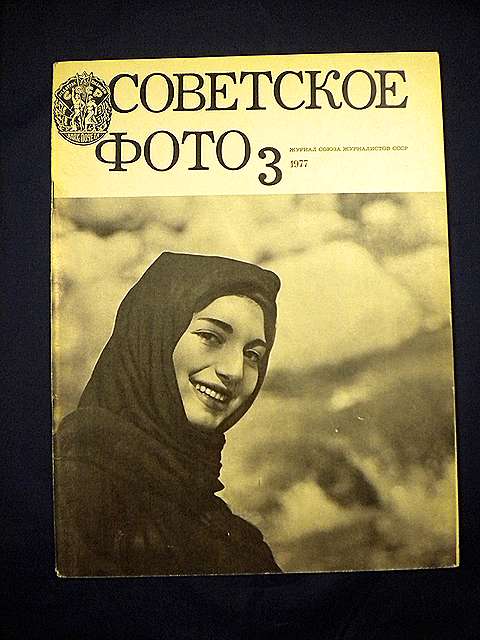 СОВЕТСКОЕ
ФОТО 3
ЖУРНАЛ СОЮЗА ЖУРНАЛИСТОВ СССР
1977